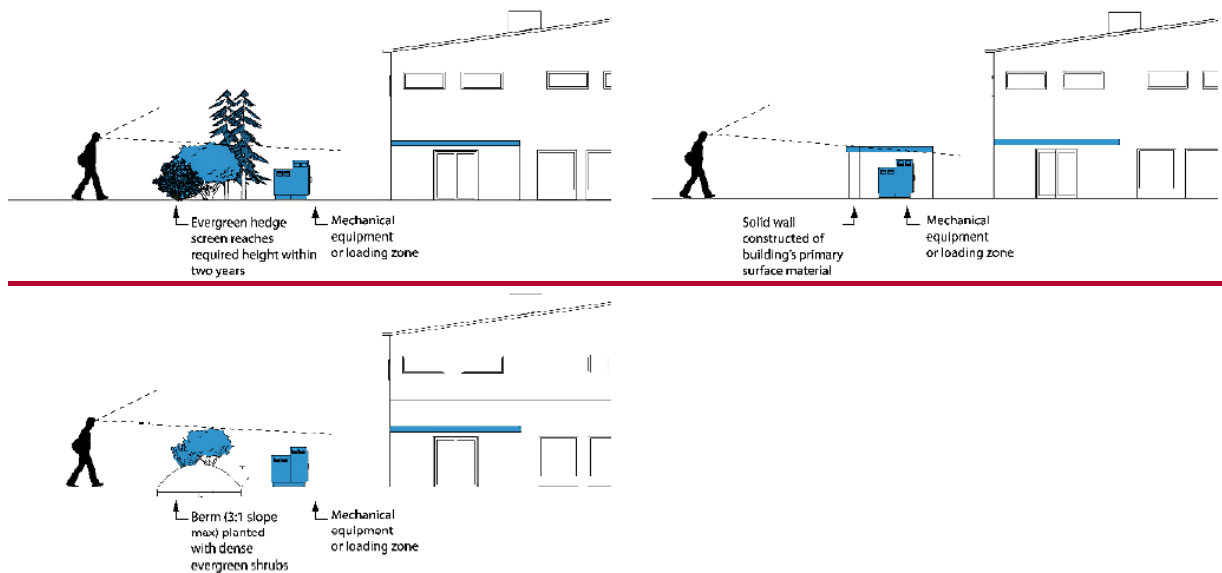 Evergreen hedge
screen reaches
required height within
two years
Mechanical
equipment
or loading zone
Solid wall
constructed of
building's primary
surface material
Mechanical
equipment
or loading zone
Berm (3:1 slope
max) planted
with dense
evergreen shrubs
Mechanical
equipment
or loading zone